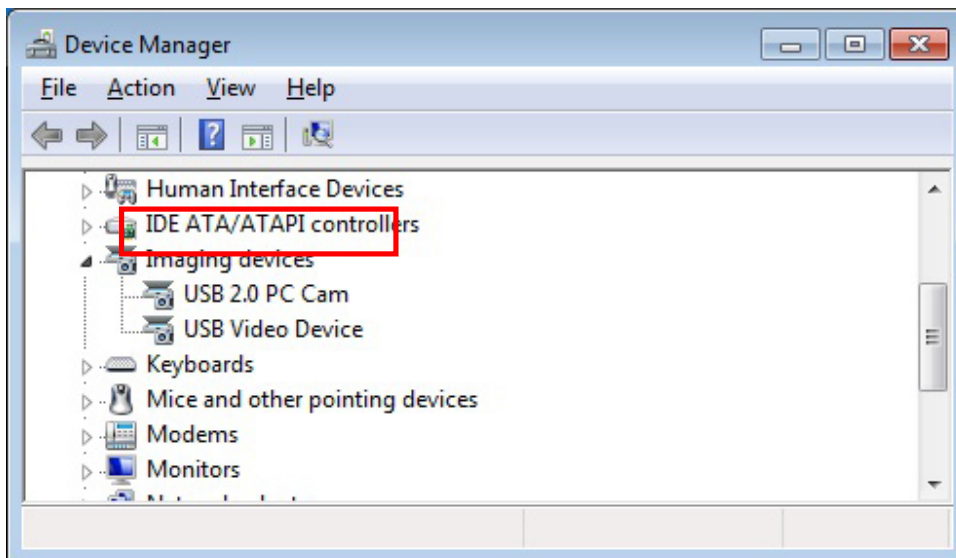 Device Manager
File Action View Help
Human Interface Devices
IDE ATA/ATAPI controllers
Imaging devices
USB 2.0 PC Cam
USB Video Device
Keyboards
Mice and other pointing devices
Modems
Monitors